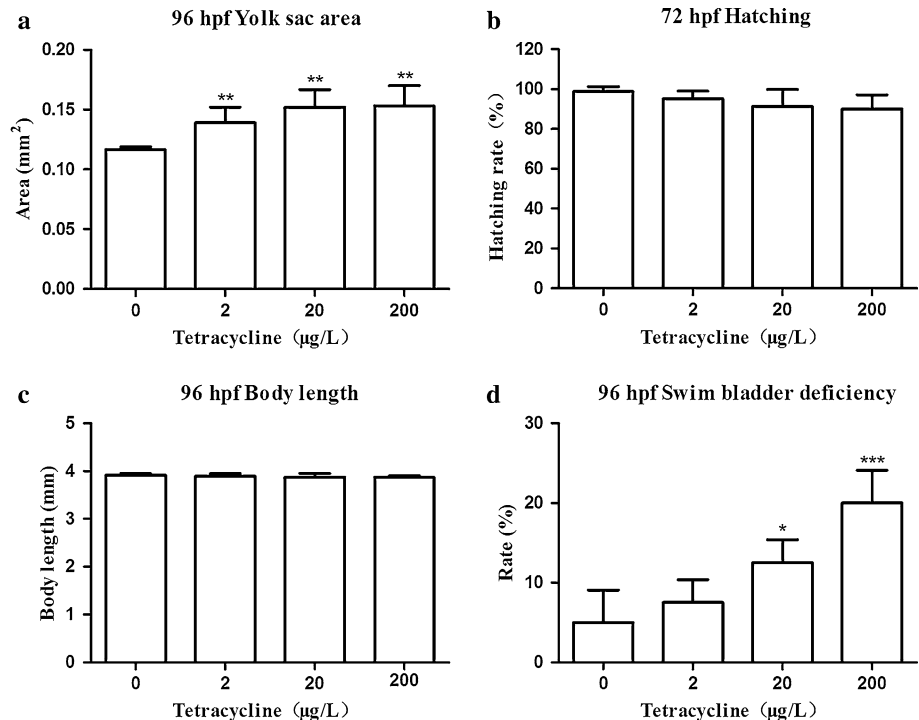 a
96 hpf Yolk sac area
Area (mm²)
0.20
0.15
0.10
0.05
0.00
**
**
**
0 2 20 200
Tetracycline（μg/L）
b
72 hpf Hatching
Hatching rate（%）
120
100
80
60
40
20
0
0 2 20 200
Tetracycline（μg/L）
c
96 hpf Body length
Body length (mm)
5
4
3
2
1
0
0 2 20 200
Tetracycline（μg/L）
d
96 hpf Swim bladder deficiency
Rate (%)
30
20
10
0
*
***
0 2 20 200
Tetracycline（μg/L）